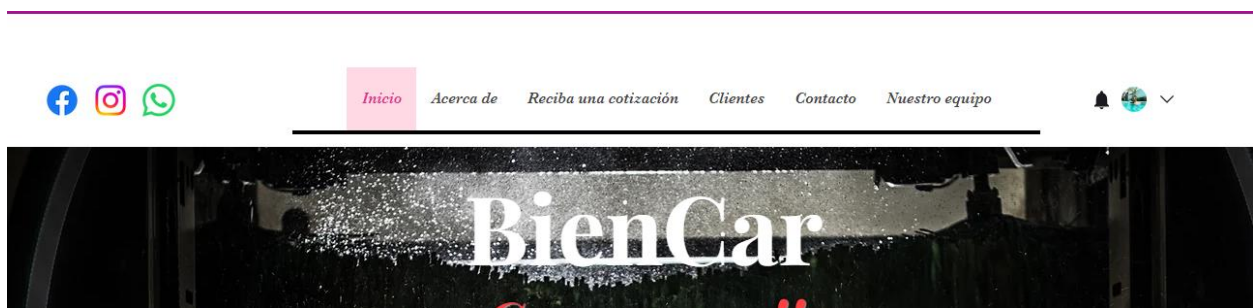 Inicio Acerca de Reciba una cotización Clientes Contacto Nuestro equipo
BienCar